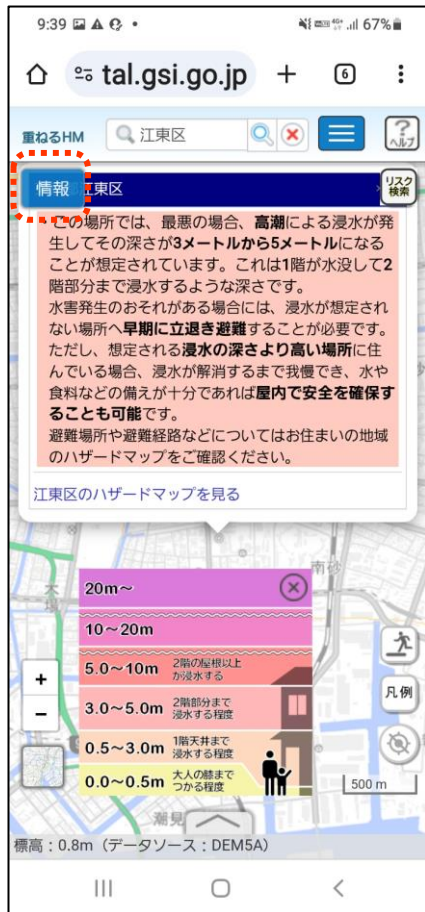 9:39
67%
tal.gsi.go.jp
6
重ねるHM
江東区
ヘルプ
情報
江東区
リスク
検索
この場所では、最悪の場合、高潮による浸水が発
生してその深さが3メートルから5メートルになる
ことが想定されています。これは1階が水没して2
階部分まで浸水するような深さです。
水害発生のおそれがある場合には、浸水が想定され
ない場所へ早期に立退き避難することが必要です。
ただし、想定される浸水の深さより高い場所に住
んでいる場合、浸水が解消するまで我慢でき、水や
食料などの備えが十分であれば屋内で安全を確保す
ることも可能です。
避難場所や避難経路などについてはお住まいの地域
のハザードマップをご確認ください。
江東区のハザードマップを見る
南砂
20m～
10～20m
5.0～10m 2階の屋根以上
が浸水する
3.0～5.0m 2階部分まで
浸水する程度
0.5～3.0m 1階天井まで
浸水する程度
0.0～0.5m 大人の膝まで
つかる程度
+
−
凡例
500 m
潮見
標高：0.8m（データソース：DEM5A）